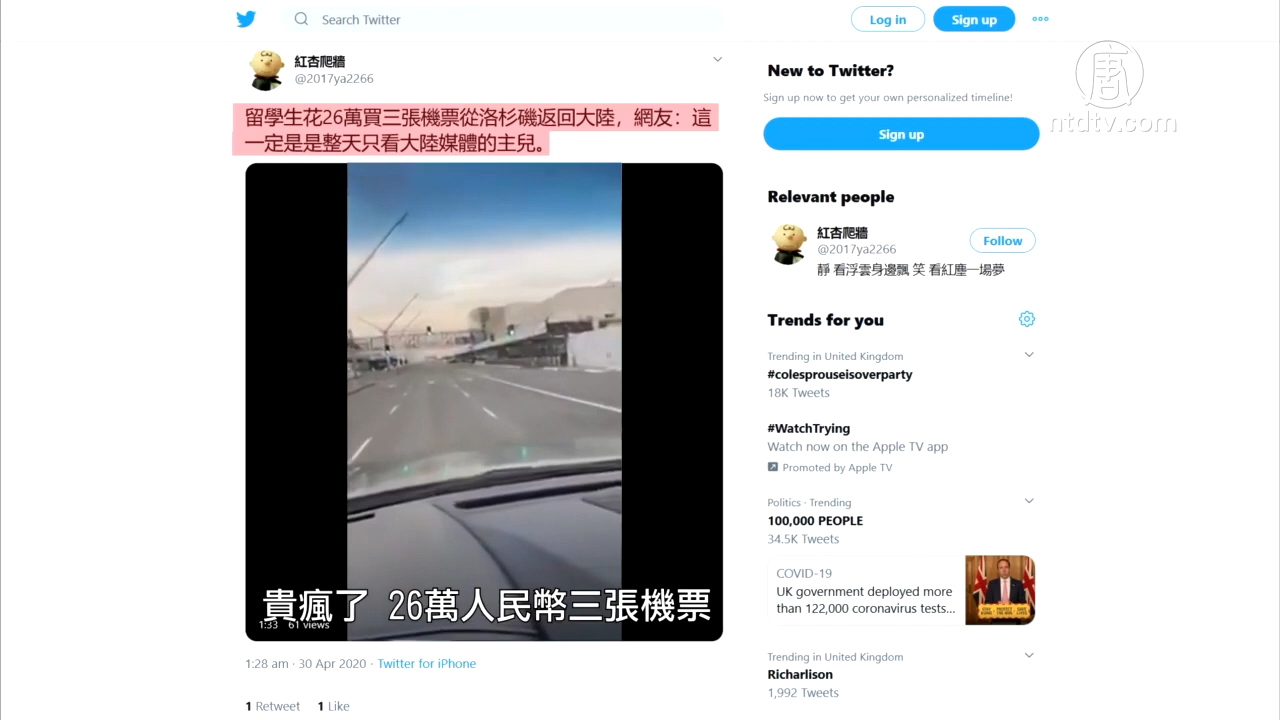 Search Twitter
Log in
Sign up
紅杏爬牆
@2017ya2266
留學生花26萬買三張機票從洛杉磯返回大陸，網友：這
一定是是整天只看大陸媒體的主兒。
貴瘋了 26萬人民幣三張機票
1:33 61 views
1:28 am · 30 Apr 2020 · Twitter for iPhone
1 Retweet 1 Like
New to Twitter?
Sign up now to get your own personalized timeline!
Sign up
Relevant people
紅杏爬牆
@2017ya2266
Follow
靜 看浮雲身邊飄 笑 看紅塵一場夢
Trends for you
Trending in United Kingdom
#colesprouseisoverparty
18K Tweets
#WatchTrying
Watch now on the Apple TV app
Promoted by Apple TV
Politics · Trending
100,000 PEOPLE
34.5K Tweets
COVID-19
UK government deployed more
than 122,000 coronavirus tests...
Trending in United Kingdom
Richarlison
1,992 Tweets
唐
ntdtv.com